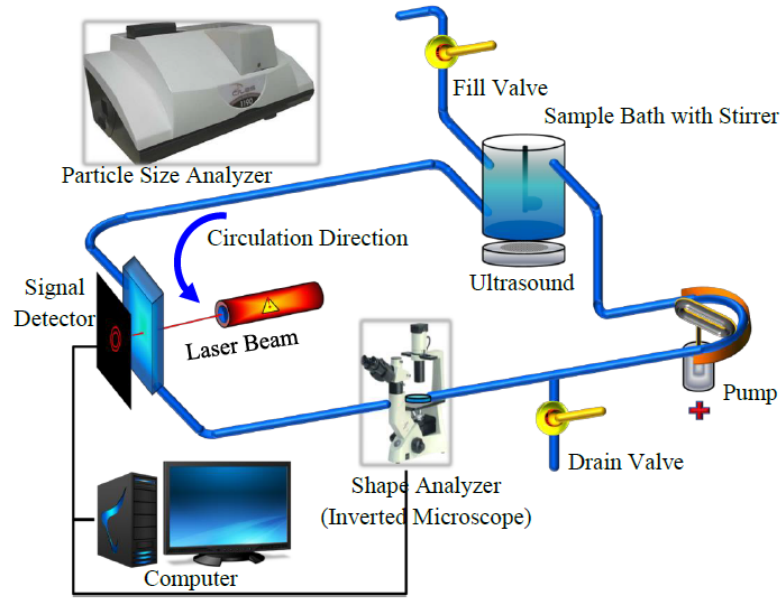 Fill Valve
Sample Bath with Stirrer
1190
Particle Size Analyzer
Circulation Direction
Ultrasound
Signal
Detector
Laser Beam
Pump
Drain Valve
Shape Analyzer
(Inverted Microscope)
Computer